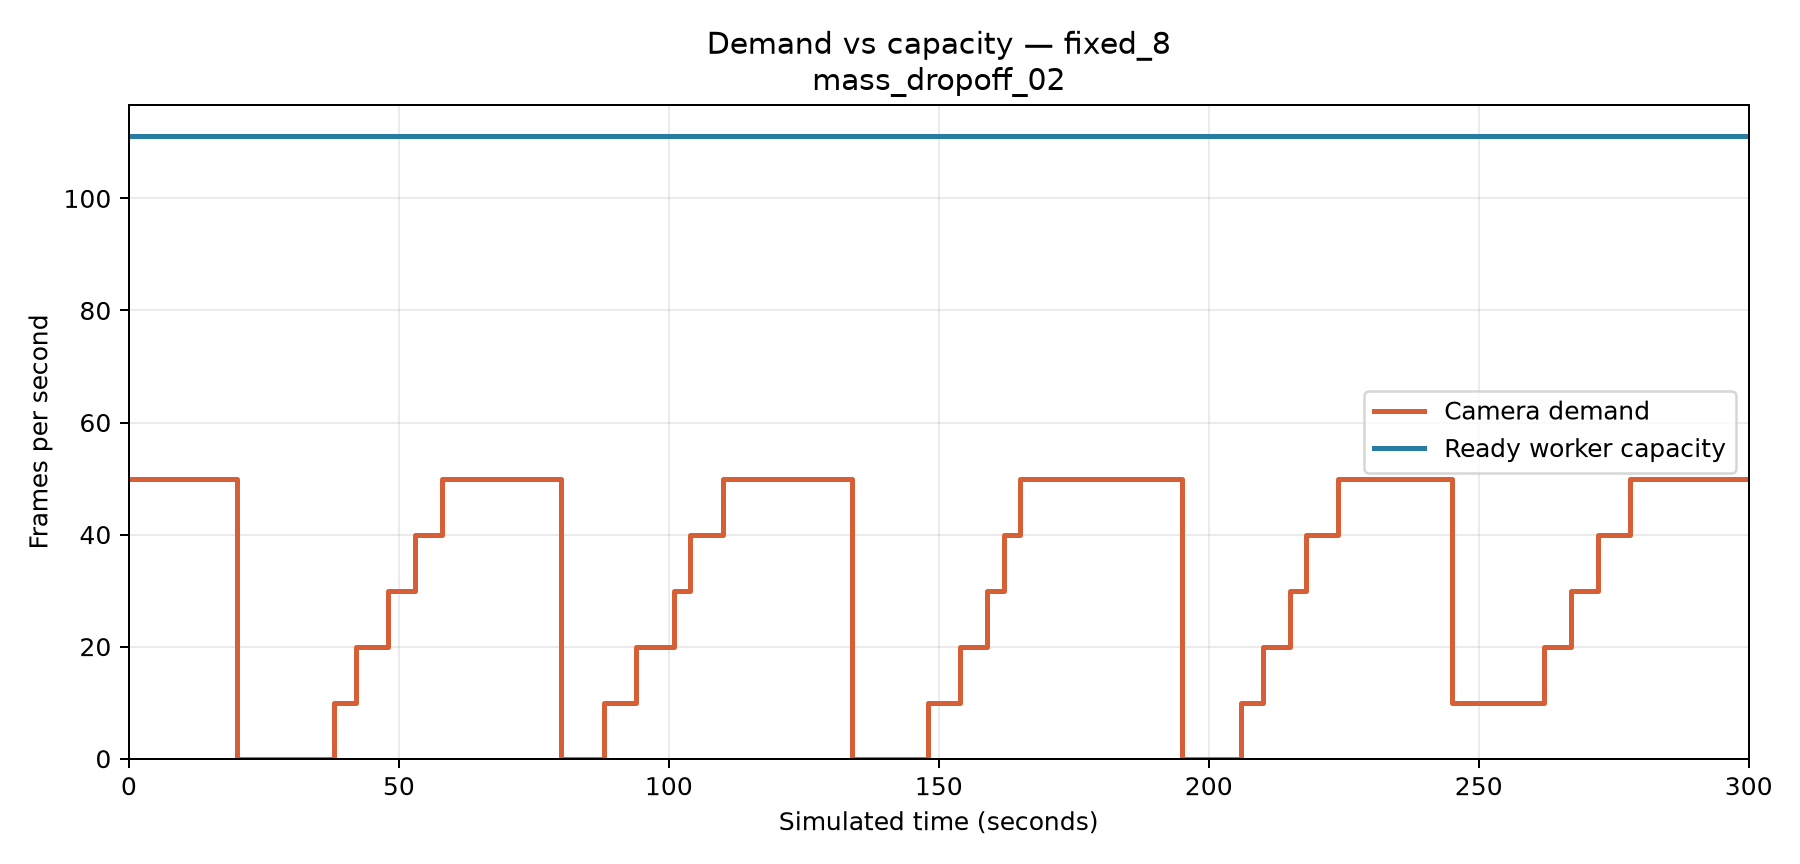 Demand vs capacity — fixed_8
mass_dropoff_02
100
80
60
40
20
0
Frames per second
Camera demand
Ready worker capacity
0 50 100 150 200 250 300
Simulated time (seconds)